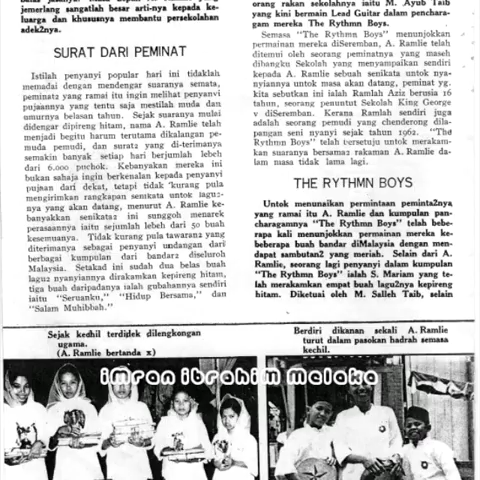 jemerlang sangatlah besar arti-nya kepada ke-
luarga dan khususnya membantu persekolahan
adek2nya.
SURAT DARI PEMINAT
Istilah penyanyi popular hari ini tidaklah
memadai dengan mendengar suaranya semata,
peminat2 yang ramai itu ingin melihat penyanyi
pujaannya yang tentu saja mestilah muda dan
umurnya belasan tahun. Sejak suaranya mulai
didengar dipireng hitam, nama A. Ramlie telah
menjadi begitu harum terutama dikalangan pe-
muda pemudi, dan surat2 yang di-terimanya
semakin banyak setiap hari berjumlah lebeh
dari 6.000 puchok. Kebanyakan mereka ini
bukan sahaja ingin berkenalan kepada penyanyi
pujaan dari dekat, tetapi tidak kurang pula
mengirimkan rangkapan senikata untuk lagu2-
nya yang akan datang, menurut A. Ramlie ke-
banyakkan senikata2 ini sunggoh menarek
perasaannya iaitu sejumlah lebeh dari 50 buah
kesemuanya. Tidak kurang pula tawaran2 yang
diterimanya sebagai penyanyi undangan dari
berbagai kumpulan dari bandar2 diseluroh
Malaysia. Setakad ini sudah dua belas buah
lagu2 nyanyiannya dirakamkan kepireng hitam,
tiga buah daripadanya ialah gubahannya sendiri
iaitu "Seruanku," "Hidup Bersama," dan
"Salam Muhibbah."
orang rakan sekolahnya iaitu M. Ayub Taib
yang kini bermain Lead Guitar dalam penchara-
gam mereka The Rythmn Boys.
Semasa "The Rythmn Boys" menunjokkan
permainan mereka diSeremban, A. Ramlie telah
ditemui oleh seorang peminatnya yang maseh
dibangku Sekolah yang menyampaikan sendiri
kepada A. Ramlie sebuah senikata untuk nya-
nyiannya untuk masa akan datang, peminat yg.
kita sebutkan ini ialah Ramlah Aziz berusia 16
tahun, seorang penuntut Sekolah King George
v diSeremban. Kerana Ramlah sendiri juga
adalah seorang pemudi yang chenderong dila-
pangan seni nyanyi sejak tahun 1962. "The
Rythmn Boys" telah tersetuju untok merakam-
kan suaranya bersama2 rakaman A. Ramlie da-
lam masa tidak lama lagi.
THE RYTHMN BOYS
Untok menunaikan permintaan peminta2nya
yang ramai itu A. Ramlie dan kumpulan pan-
charagamnya "The Rythmn Boys" telah bebe-
rapa kali menunjokkan permainan mereka ke-
beberapa buah bandar diMalaysia dengan men-
dapat sambutan2 yang meriah. Selain dari A.
Ramlie, seorang lagi penyanyi dalam kumpulan
"The Rythmn Boys" ialah S. Mariam yang te-
lah merakamkan empat buah lagu2nya kepireng
hitam. Diketuai oleh M. Salleh Taib, selain
Sejak kechil terdidek dilengkongan
ugama.
(A. Ramlie bertanda x)
Berdiri dikanan sekali A. Ramlie
turut dalam pasokan hadrah semasa
kechil.
imran ibrahim melaka